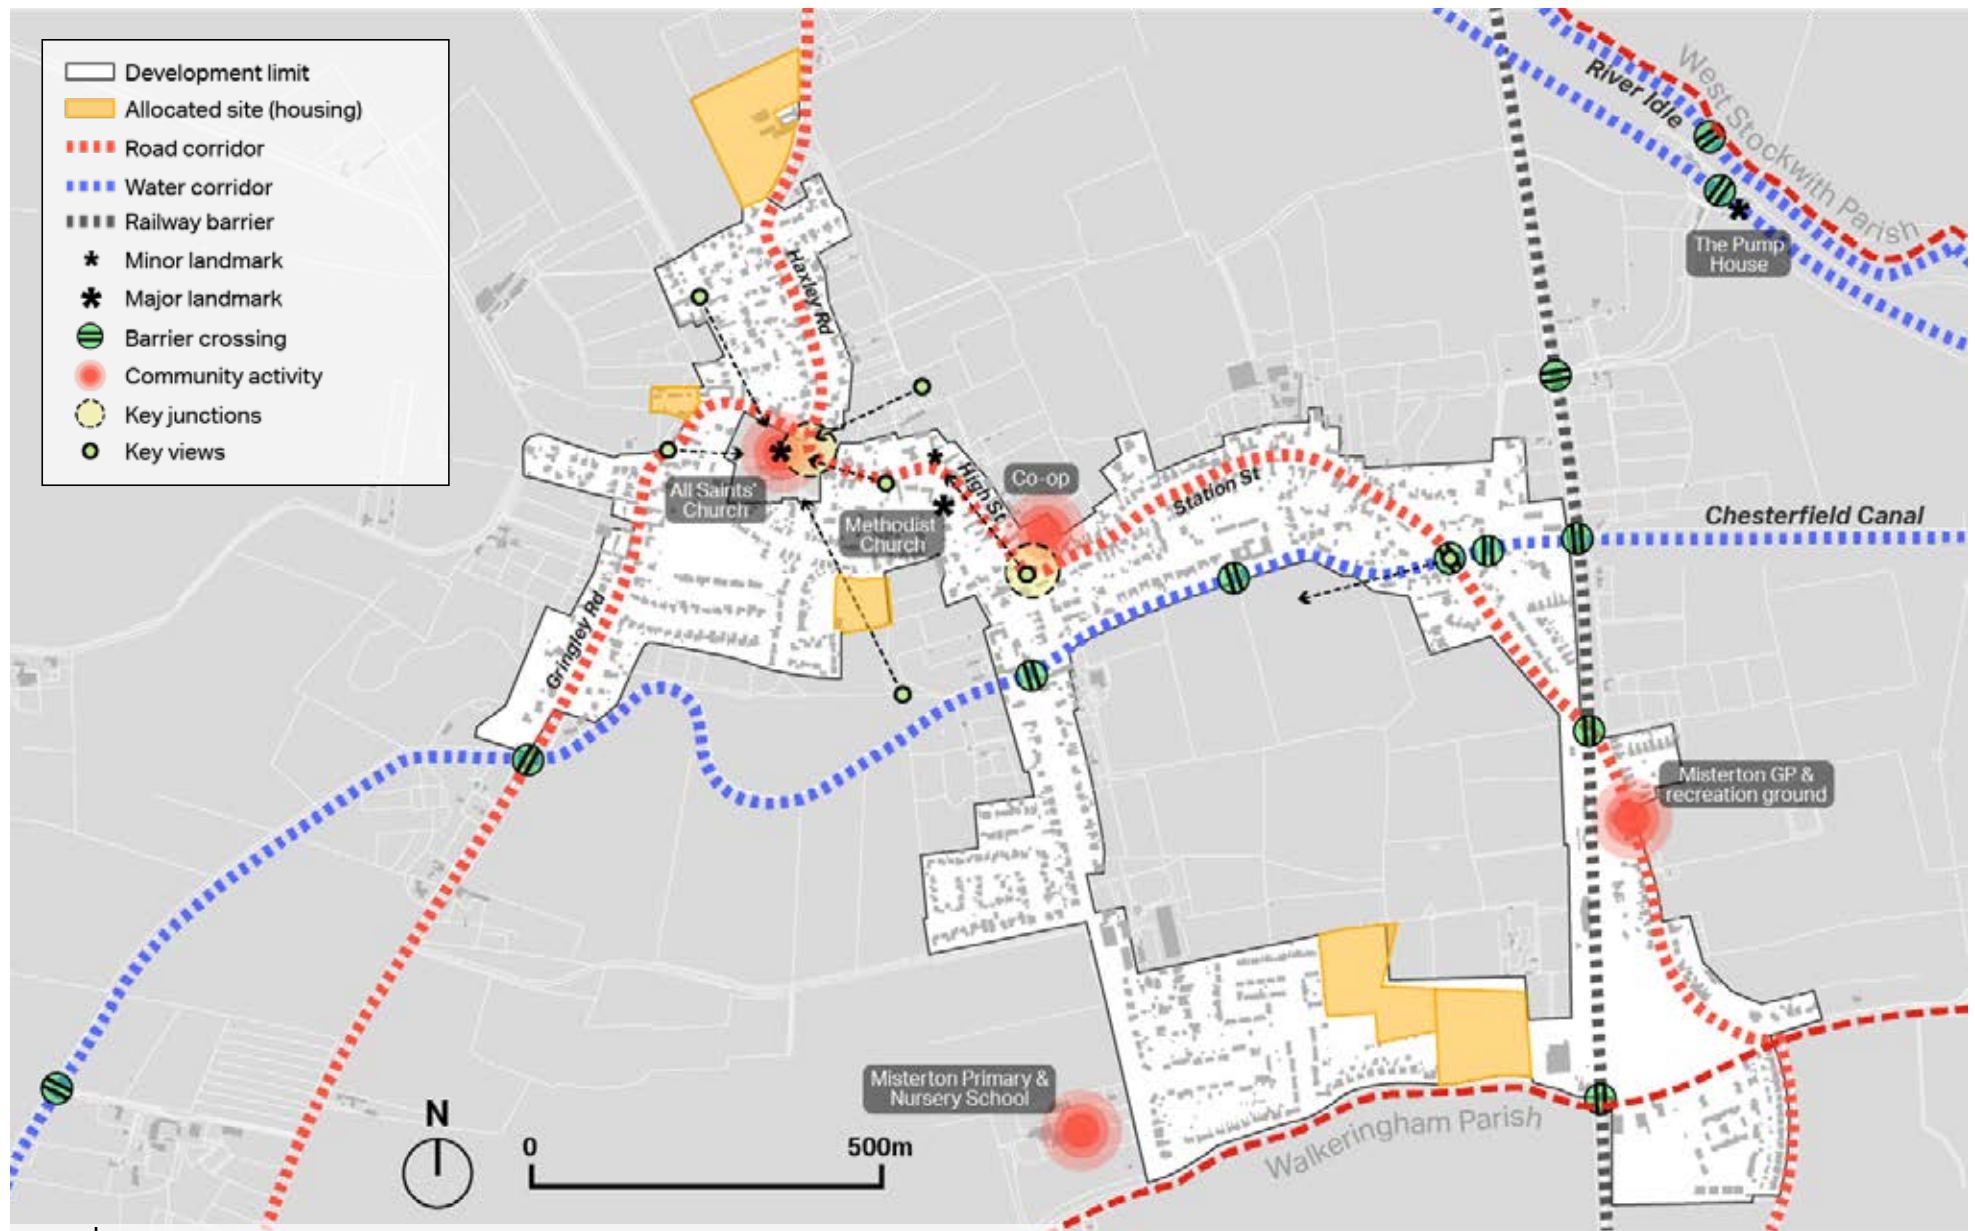 Development limit
Allocated site (housing)
Road corridor
Water corridor
Railway barrier
Minor landmark
Major landmark
Barrier crossing
Community activity
Key junctions
Key views
River Idle
West Stockwith Parish
The Pump
House
Haxley Rd
All Saints'
Church
High St
Co-op
Methodist
Church
Station St
Chesterfield Canal
Gringley Rd
Misterton GP &
recreation ground
Misterton Primary &
Nursery School
Walkeringham Parish
N
0
500m